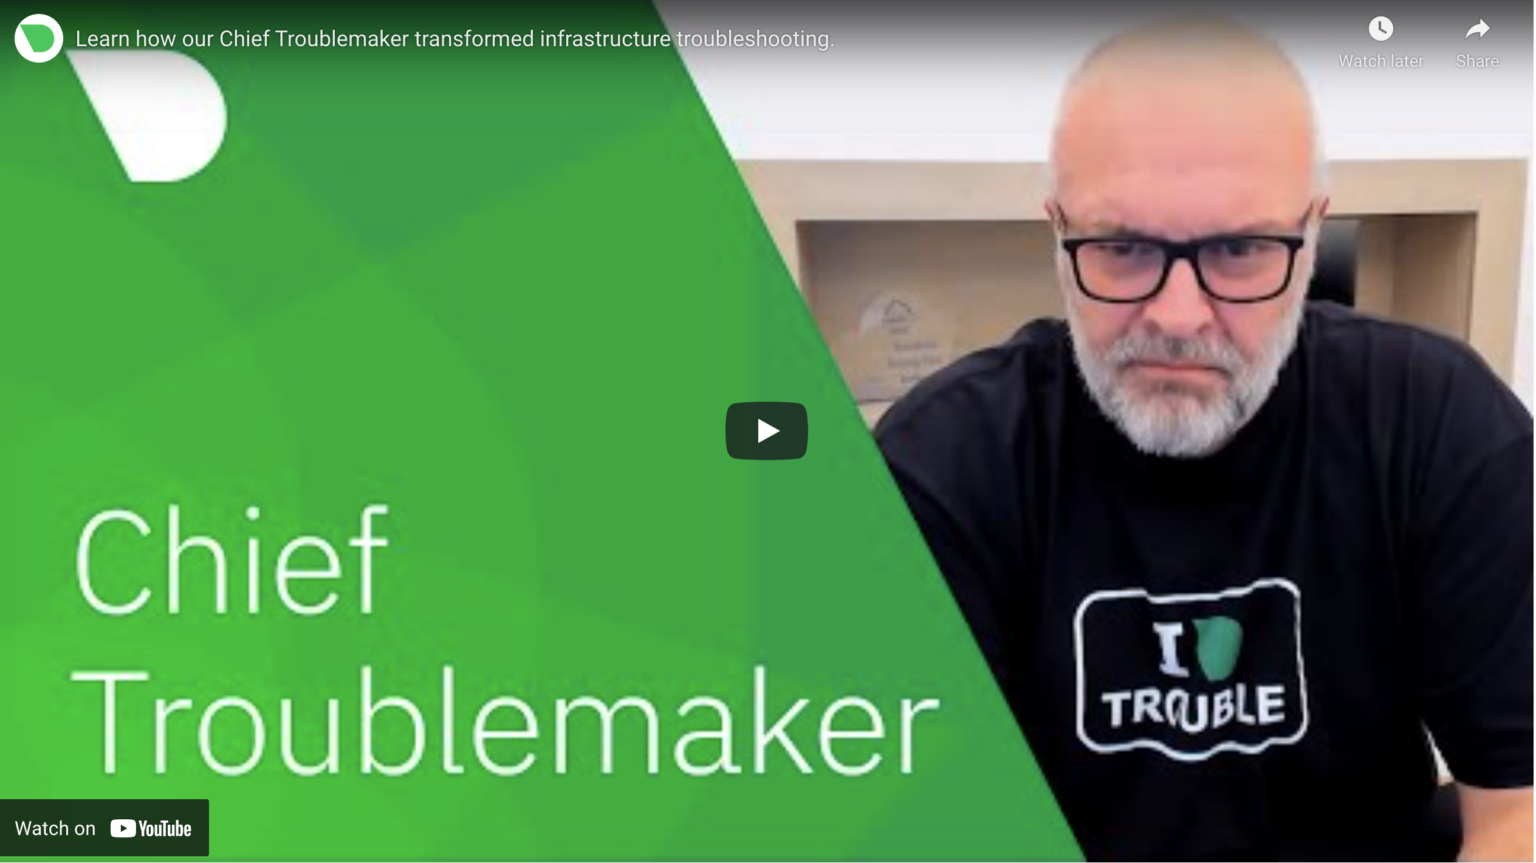 Learn how our Chief Troublemaker transformed infrastructure troubleshooting.
Watch later
Share
Chief
Troublemaker
I
TROUBLE
Watch on YouTube